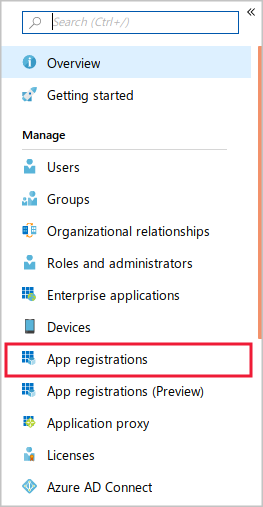 Search (Ctrl+/)
«
Overview
Getting started
Manage
Users
Groups
Organizational relationships
Roles and administrators
Enterprise applications
Devices
App registrations
App registrations (Preview)
Application proxy
Licenses
Azure AD Connect